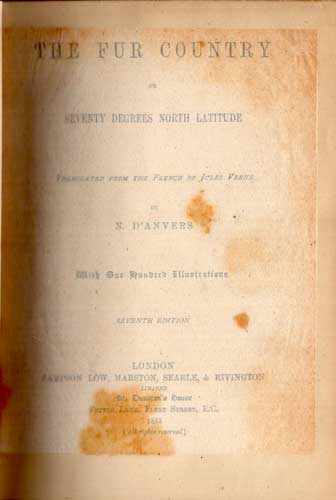 THE FUR COUNTRY
OR
SEVENTY DEGREES NORTH LATITUDE
TRANSLATED FROM THE FRENCH OF JULES VERNE
BY
N. D'ANVERS
With One Hundred Illustrations
SEVENTH EDITION
LONDON
SAMPSON LOW, MARSTON, SEARLE, & RIVINGTON
LIMITED
St. Dunstan's House
FETTER LANE, FLEET STREET, E.C.
[All rights reserved]